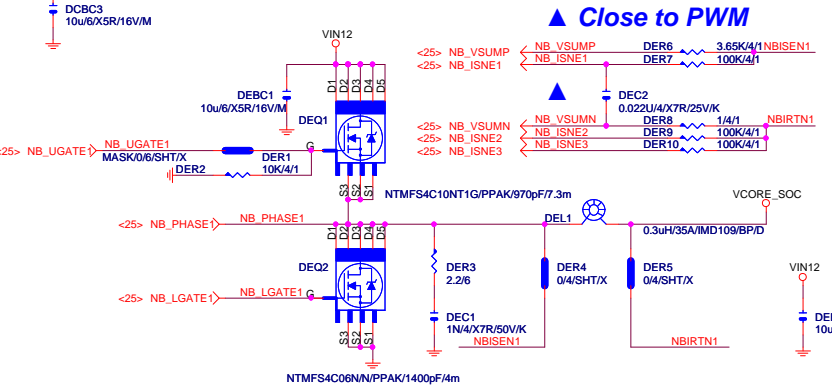 DCBC3
10u/6/X5R/16V/M
▲ Close to PWM
VIN12
<25> NB_VSUMP NB_VSUMP DER6 3.65K/4/1 NBISEN1
<25> NB_ISNE1 NB_ISNE1 DER7 100K/4/1
D1 D2 D3 D4 D5
DEBC1
10u/6/X5R/16V/M
▲
DEC2
0.022U/4/X7R/25V/K
DEQ1
<25> NB_VSUMN NB_VSUMN DER8 1/4/1 NBIRTN1
<25> NB_ISNE2 NB_ISNE2 DER9 100K/4/1
<25> NB_ISNE3 NB_ISNE3 DER10 100K/4/1
<25> NB_UGATE1 NB_UGATE1 G
MASK/0/6/SHT/X DER1
DER2 10K/4/1
S3 S2 S1
NTMFS4C10NT1G/PPAK/970pF/7.3m
VCORE_SOC
<25> NB_PHASE1 NB_PHASE1
DEL1
0.3uH/35A/IMD109/BP/D
D1 D2 D3 D4 D5
DEQ2
DER3
2.2/6
DER4
0/4/SHT/X
DER5
0/4/SHT/X
VIN12
<25> NB_LGATE1 NB_LGATE1 G
DEC1
1N/4/X7R/50V/K
10u
S3 S2 S1
NBISEN1
NBIRTN1
NTMFS4C06N/N/PPAK/1400pF/4m